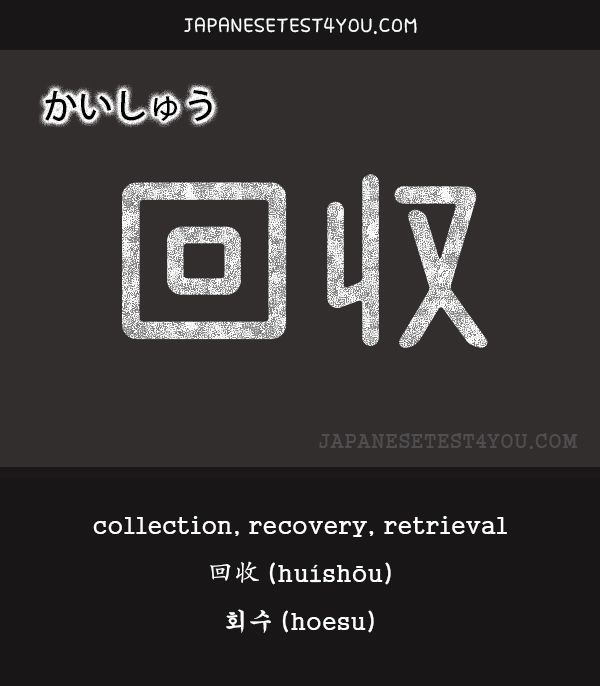 JAPANESETEST4YOU.COM
かいしゅう
回収
JAPANESETEST4YOU.COM
collection, recovery, retrieval
回收 (huíshōu)
회수 (hoesu)